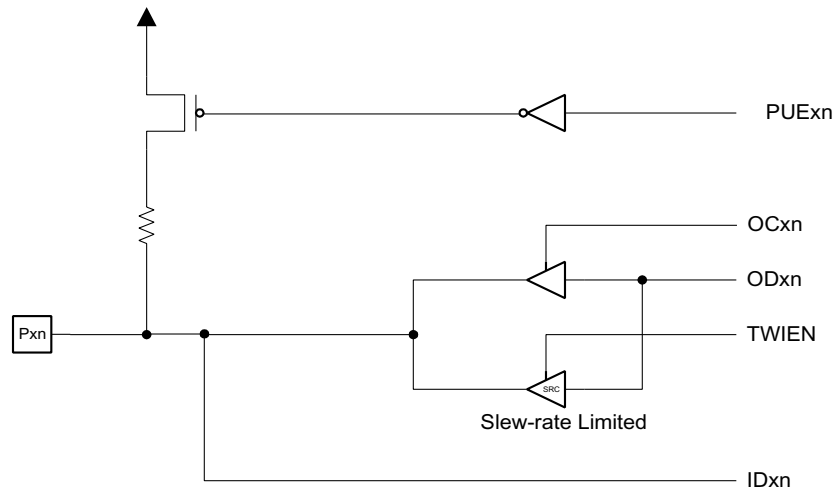 PUExn
OCxn
ODxn
Pxn
TWIEN
SRC
Slew-rate Limited
IDxn